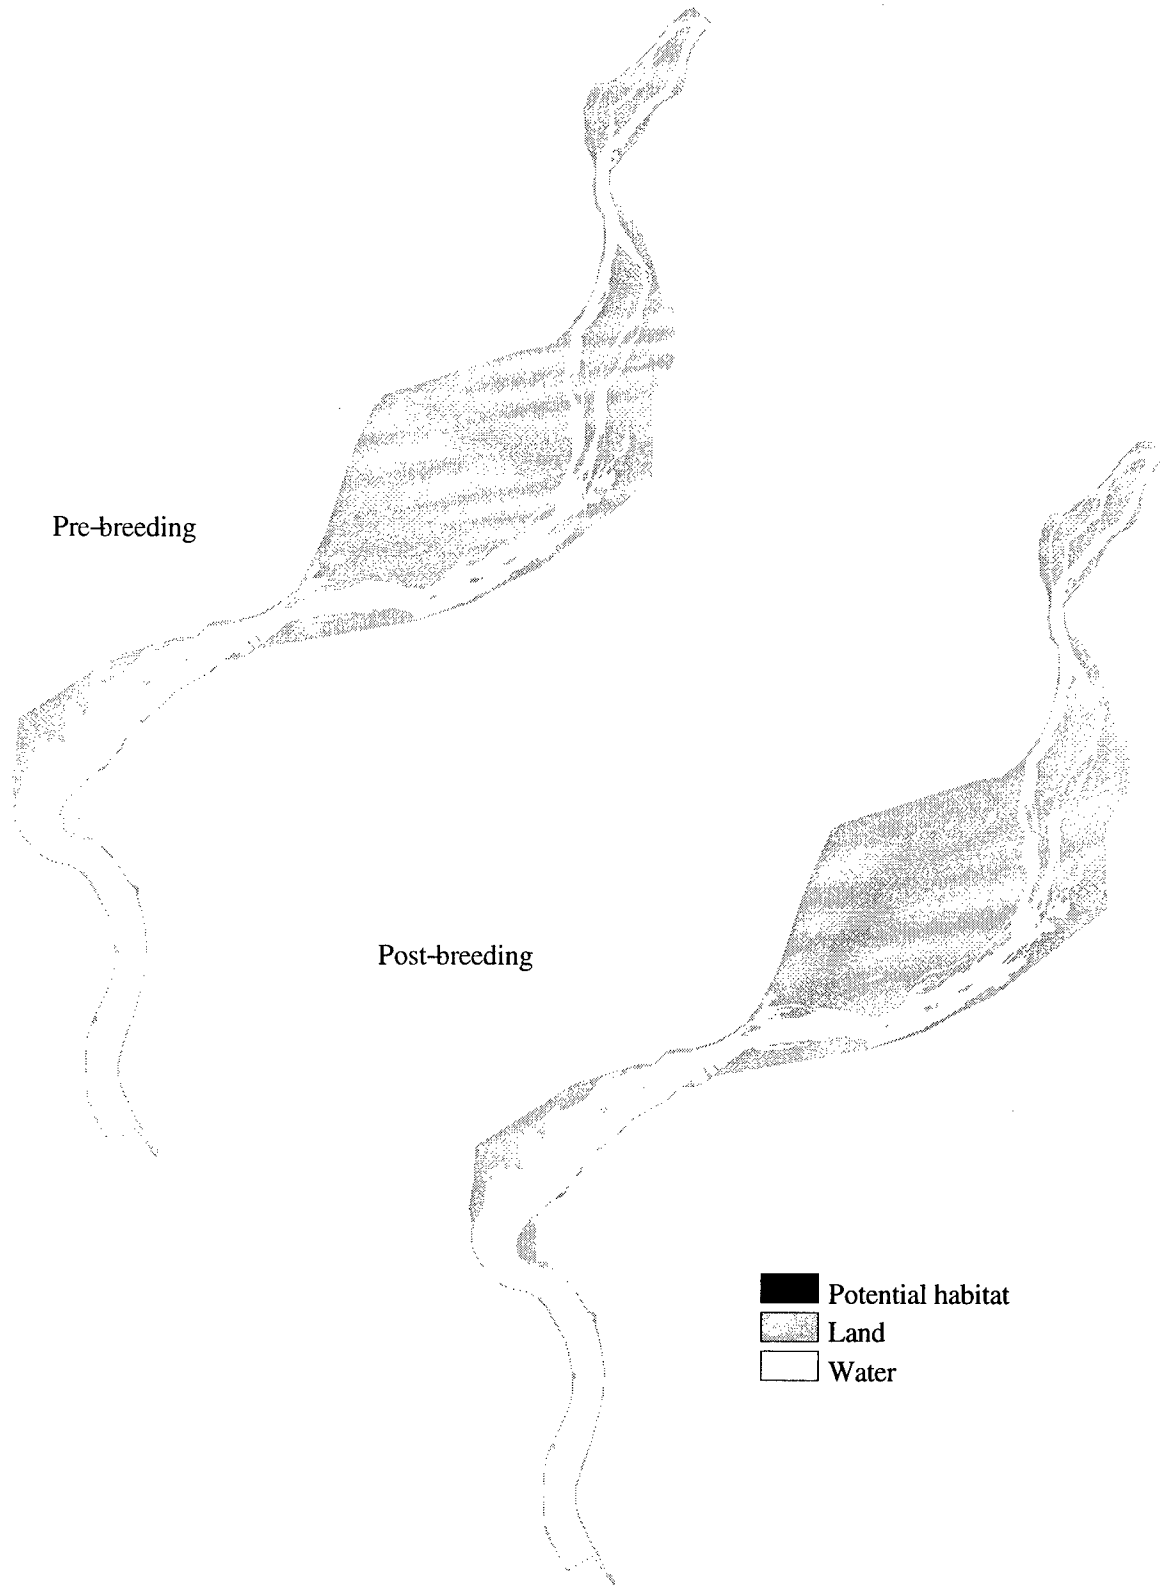 Pre-breeding
Post-breeding
Potential habitat
Land
Water